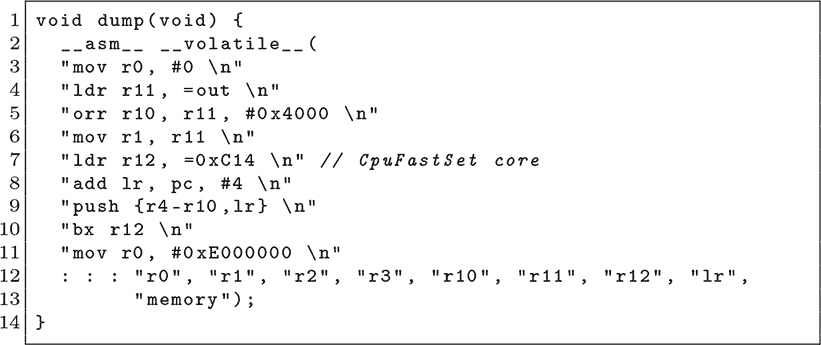 1 void dump(void) {
2 __asm__ __volatile__(
3 "mov r0, #0 \n"
4 "ldr r11, =out \n"
5 "orr r10, r11, #0x4000 \n"
6 "mov r1, r11 \n"
7 "ldr r12, =0xC14 \n" // CpuFastSet core
8 "add lr, pc, #4 \n"
9 "push {r4-r10,lr} \n"
10 "bx r12 \n"
11 "mov r0, #0xE000000 \n"
12 : : : "r0", "r1", "r2", "r3", "r10", "r11", "r12", "lr",
13 "memory");
14 }